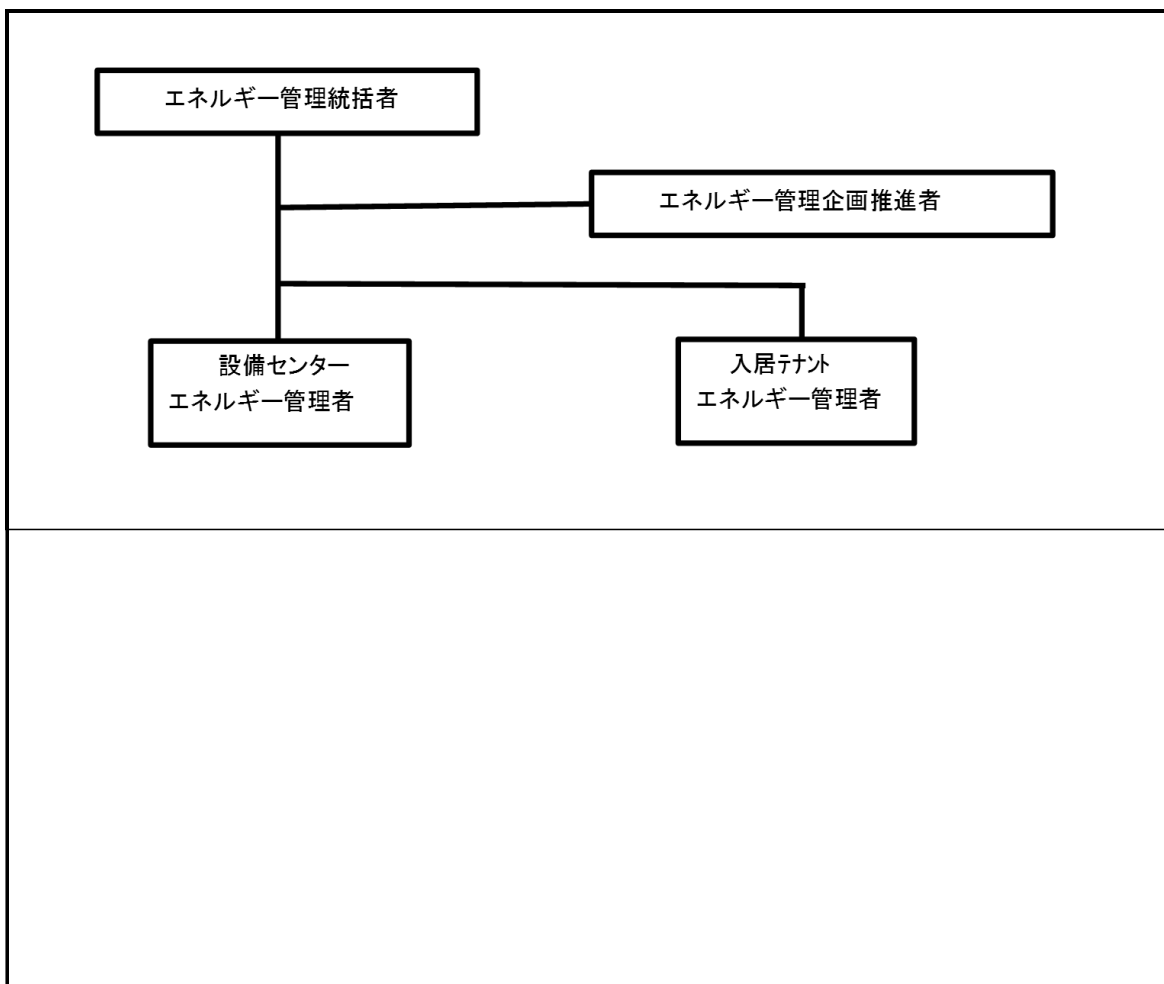 エネルギー管理統括者
エネルギー管理企画推進者
設備センター
エネルギー管理者
入居テナント
エネルギー管理者